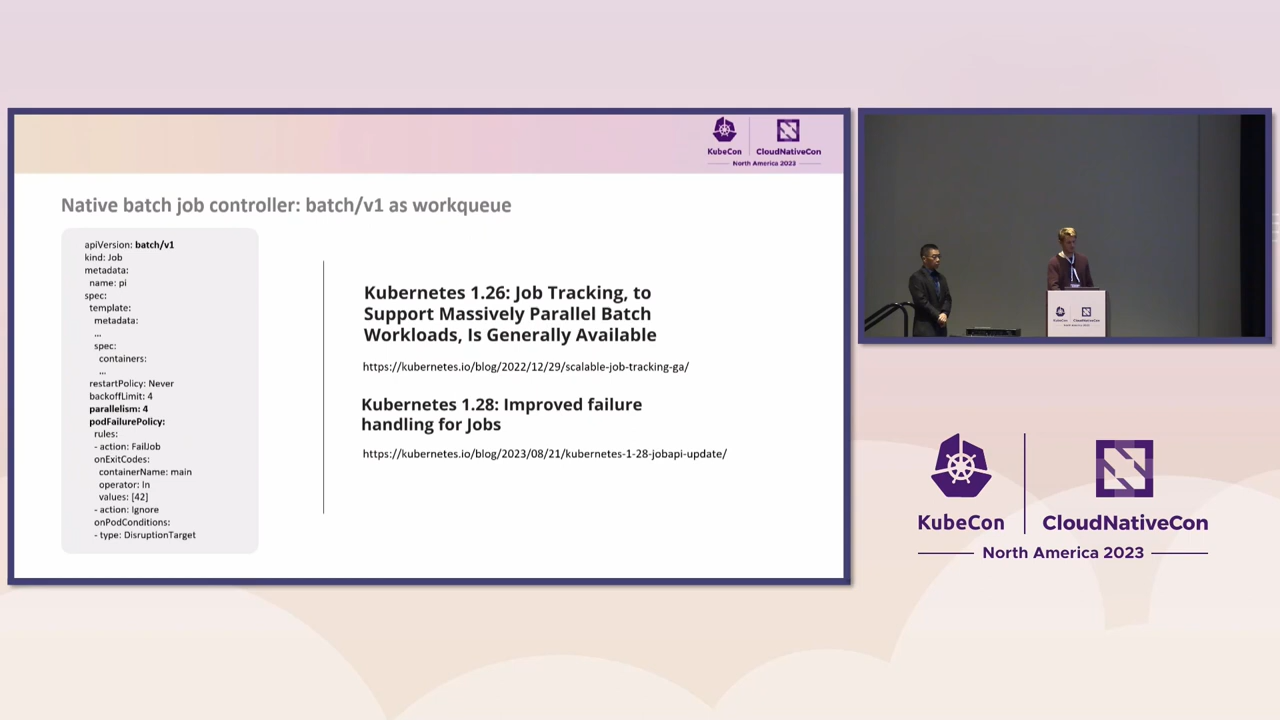 KubeCon
CloudNativeCon
North America 2023
Native batch job controller: batch/v1 as workqueue
apiVersion: batch/v1
kind: Job
metadata:
name: pi
spec:
template:
metadata:
...
spec:
containers:
...
restartPolicy: Never
backoffLimit: 4
parallelism: 4
podFailurePolicy:
rules:
- action: FailJob
onExitCodes:
containerName: main
operator: In
values: [42]
- action: Ignore
onPodConditions:
- type: DisruptionTarget
Kubernetes 1.26: Job Tracking, to
Support Massively Parallel Batch
Workloads, Is Generally Available
https://kubernetes.io/blog/2022/12/29/scalable-job-tracking-ga/
Kubernetes 1.28: Improved failure
handling for Jobs
https://kubernetes.io/blog/2023/08/21/kubernetes-1-28-jobapi-update/
KubeCon
CloudNativeCon
North America 2023